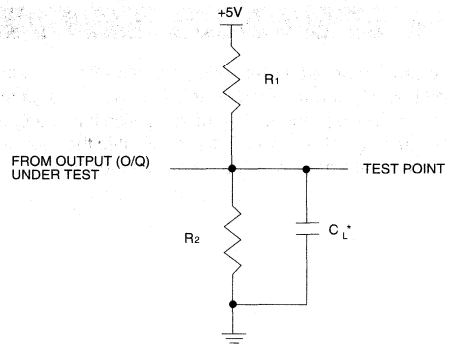 +5V
R1
FROM OUTPUT (O/Q)
UNDER TEST
TEST POINT
R2
CL*